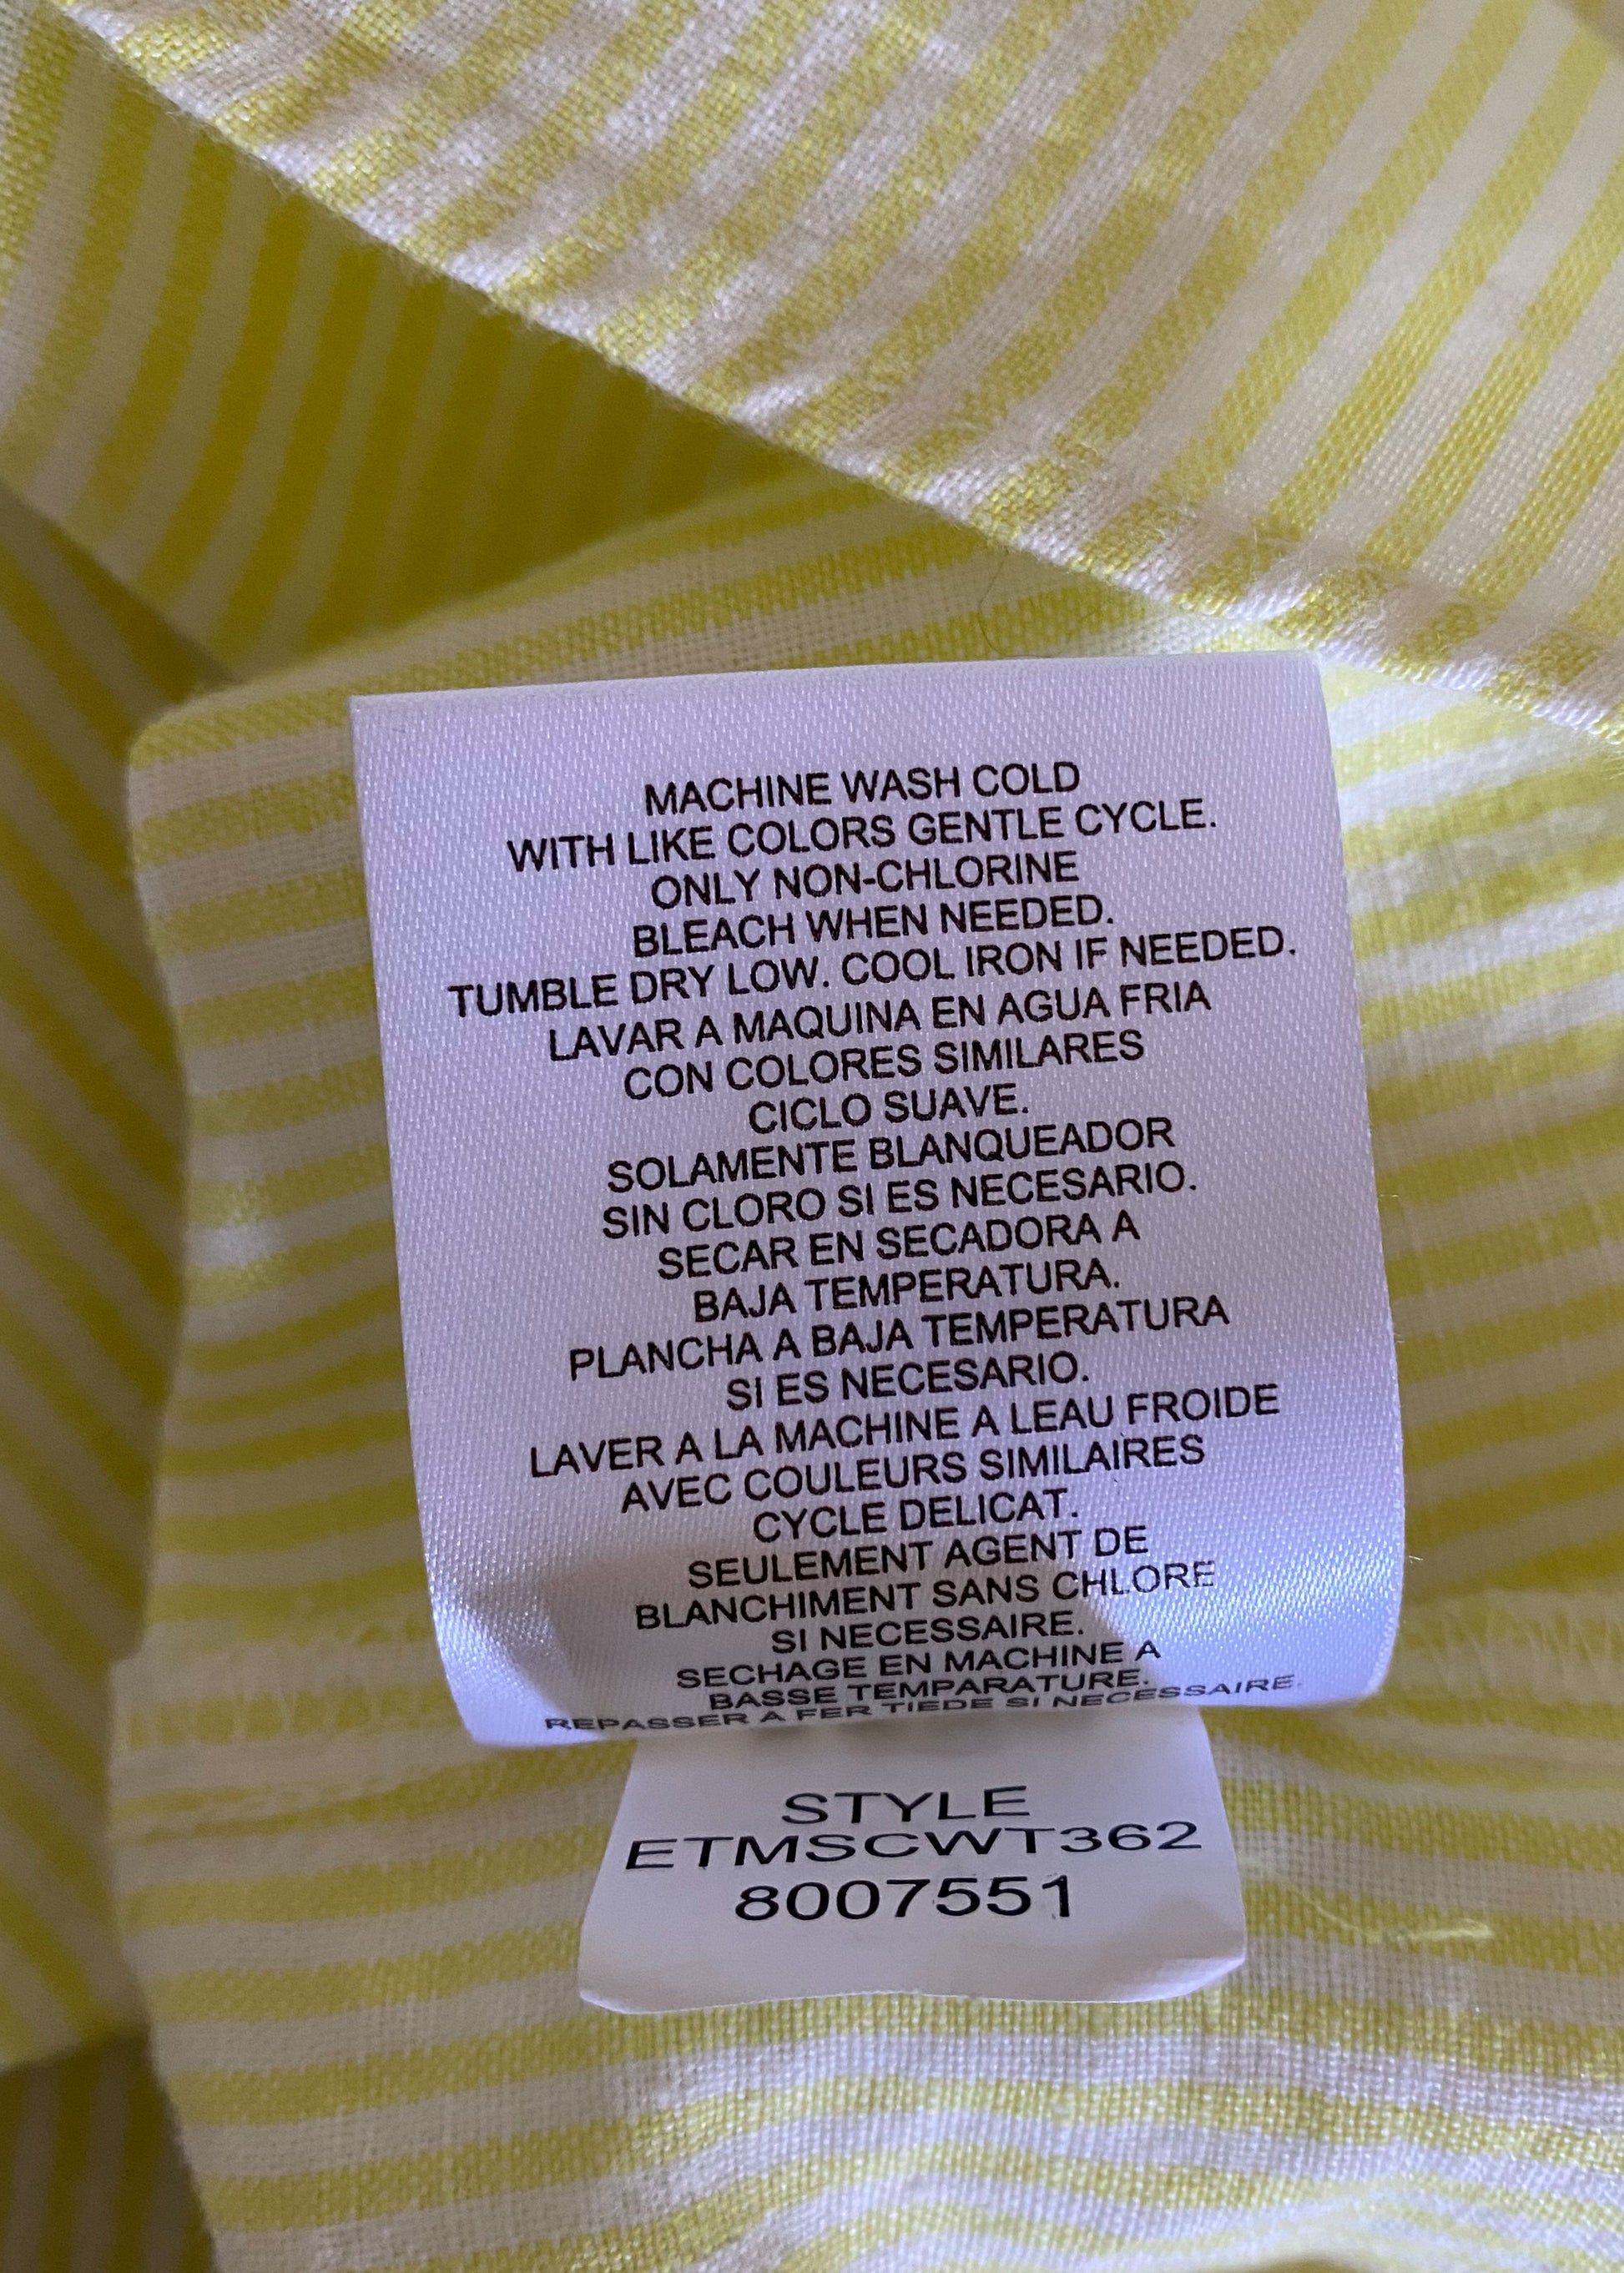 MACHINE WASH COLD
WITH LIKE COLORS GENTLE CYCLE.
ONLY NON-CHLORINE
BLEACH WHEN NEEDED.
TUMBLE DRY LOW. COOL IRON IF NEEDED.
LAVAR A MAQUINA EN AGUA FRIA
CON COLORES SIMILARES
CICLO SUAVE.
SOLAMENTE BLANQUEADOR
SIN CLORO SI ES NECESARIO.
SECAR EN SECADORA A
BAJA TEMPERATURA.
PLANCHA A BAJA TEMPERATURA
SI ES NECESARIO.
LAVER A LA MACHINE A LEAU FROIDE
AVEC COULEURS SIMILAIRES
CYCLE DELICAT.
SEULEMENT AGENT DE
BLANCHIMENT SANS CHLORE
SI NECESSAIRE.
SECHAGE EN MACHINE A
BASSE TEMPARATURE.
REPASSER A FER TIEDE SI NECESSAIRE.
STYLE
ETMSCWT362
8007551